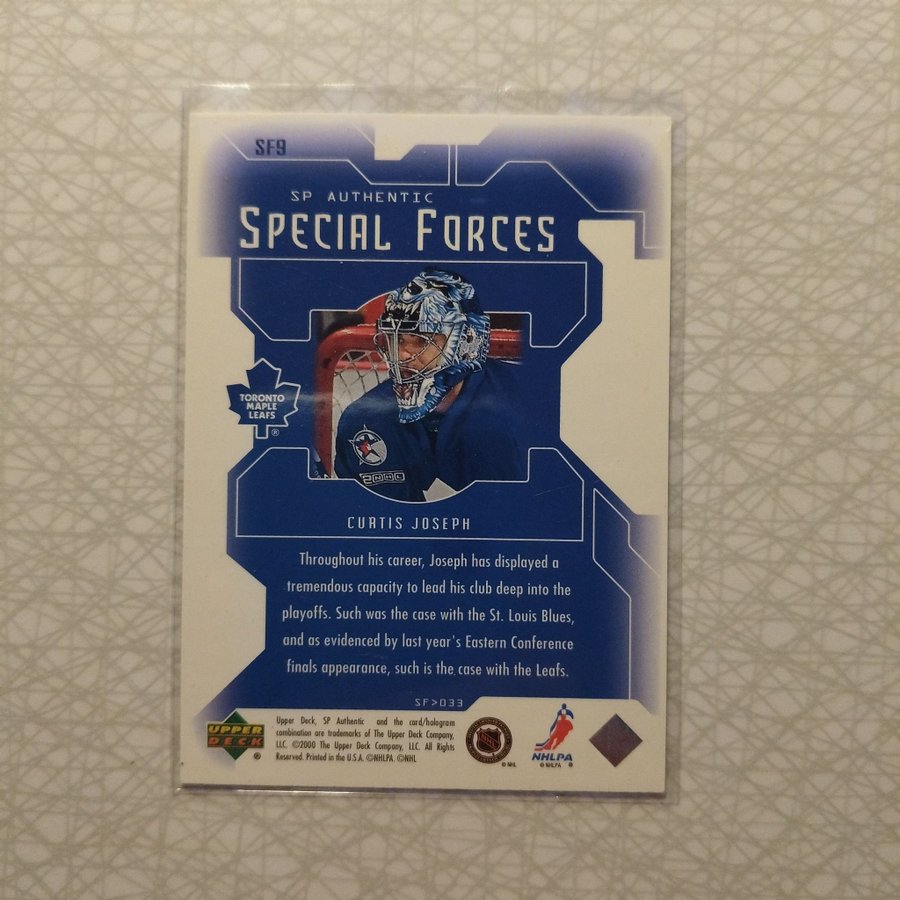 SF9
SP AUTHENTIC
SPECIAL FORCES
TORONTO
MAPLE
LEAFS
®
2NHL
CURTIS JOSEPH
Throughout his career, Joseph has displayed a
tremendous capacity to lead his club deep into the
playoffs. Such was the case with the St. Louis Blues,
and as evidenced by last year's Eastern Conference
finals appearance, such is the case with the Leafs.
SF>033
UPPER
DECK
®
Upper Deck, SP Authentic and the card/hologram
combination are trademarks of The Upper Deck Company,
LLC. ©2000 The Upper Deck Company, LLC. All Rights
Reserved. Printed in the U.S.A. ©NHLPA. ©NHL
© NHL
NHLPA
© NHLPA ®